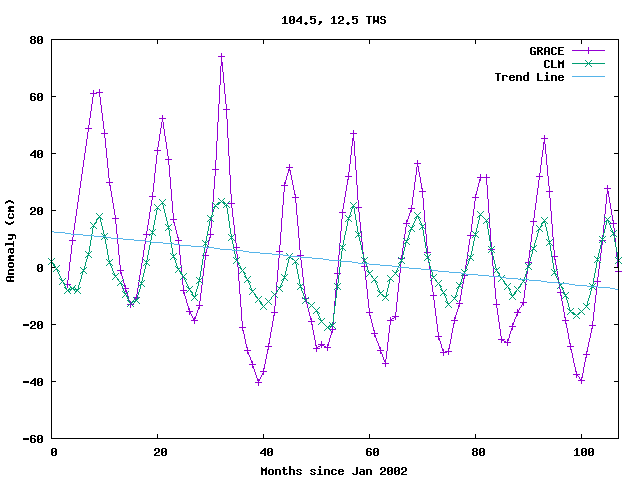 104.5, 12.5 TWS
GRACE
CLM
Trend Line
80
60
40
20
0
-20
-40
-60
Anomaly (cm)
0 20 40 60 80 100
Months since Jan 2002